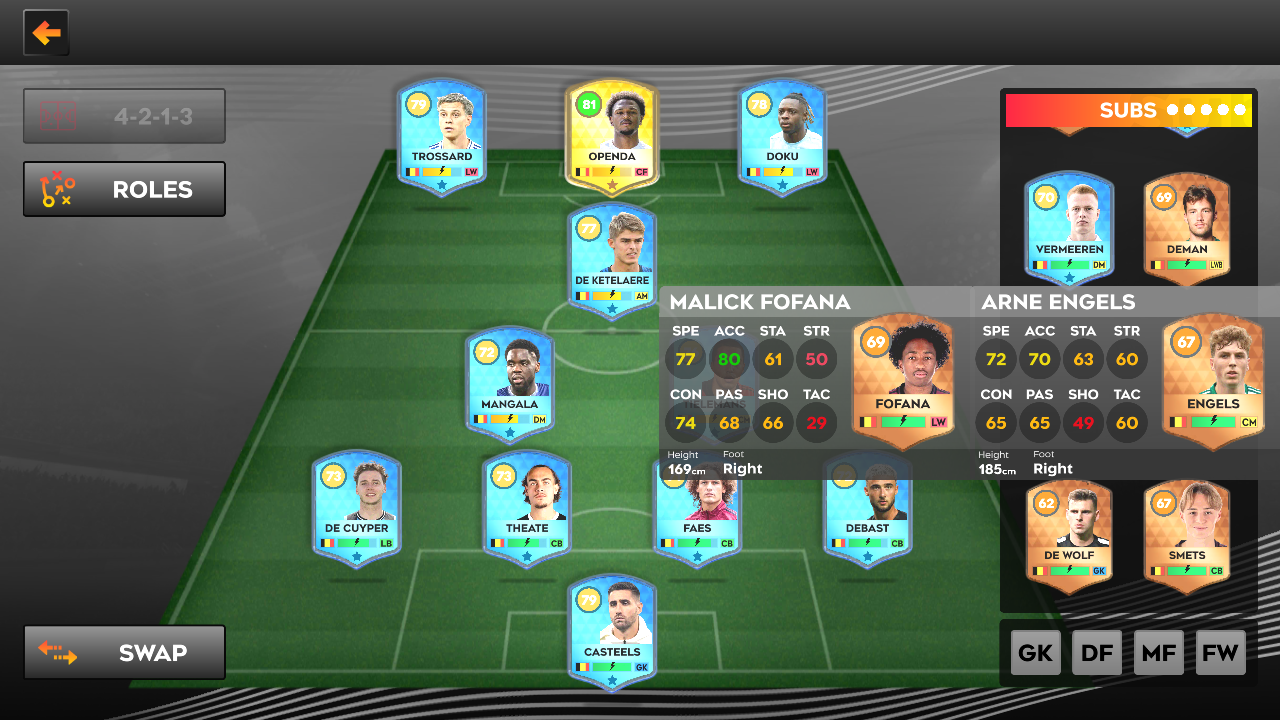 4-2-1-3
ROLES
SWAP
79
TROSSARD
LW
81
OPENDA
CF
78
DOKU
LW
77
DE KETELAERE
AM
72
MANGALA
DM
TIELEMANS
73
DE CUYPER
LB
73
THEATE
CB
FAES
CB
DEBAST
CB
79
CASTEELS
GK
SUBS
70
VERMEEREN
DM
69
DEMAN
LWB
MALICK FOFANA
SPE ACC STA STR
77 80 61 50
CON PAS SHO TAC
74 68 66 29
Height Foot
169cm Right
69
FOFANA
LW
ARNE ENGELS
SPE ACC STA STR
72 70 63 60
CON PAS SHO TAC
65 65 49 60
Height Foot
185cm Right
67
ENGELS
CM
62
DE WOLF
GK
67
SMETS
CB
GK DF MF FW